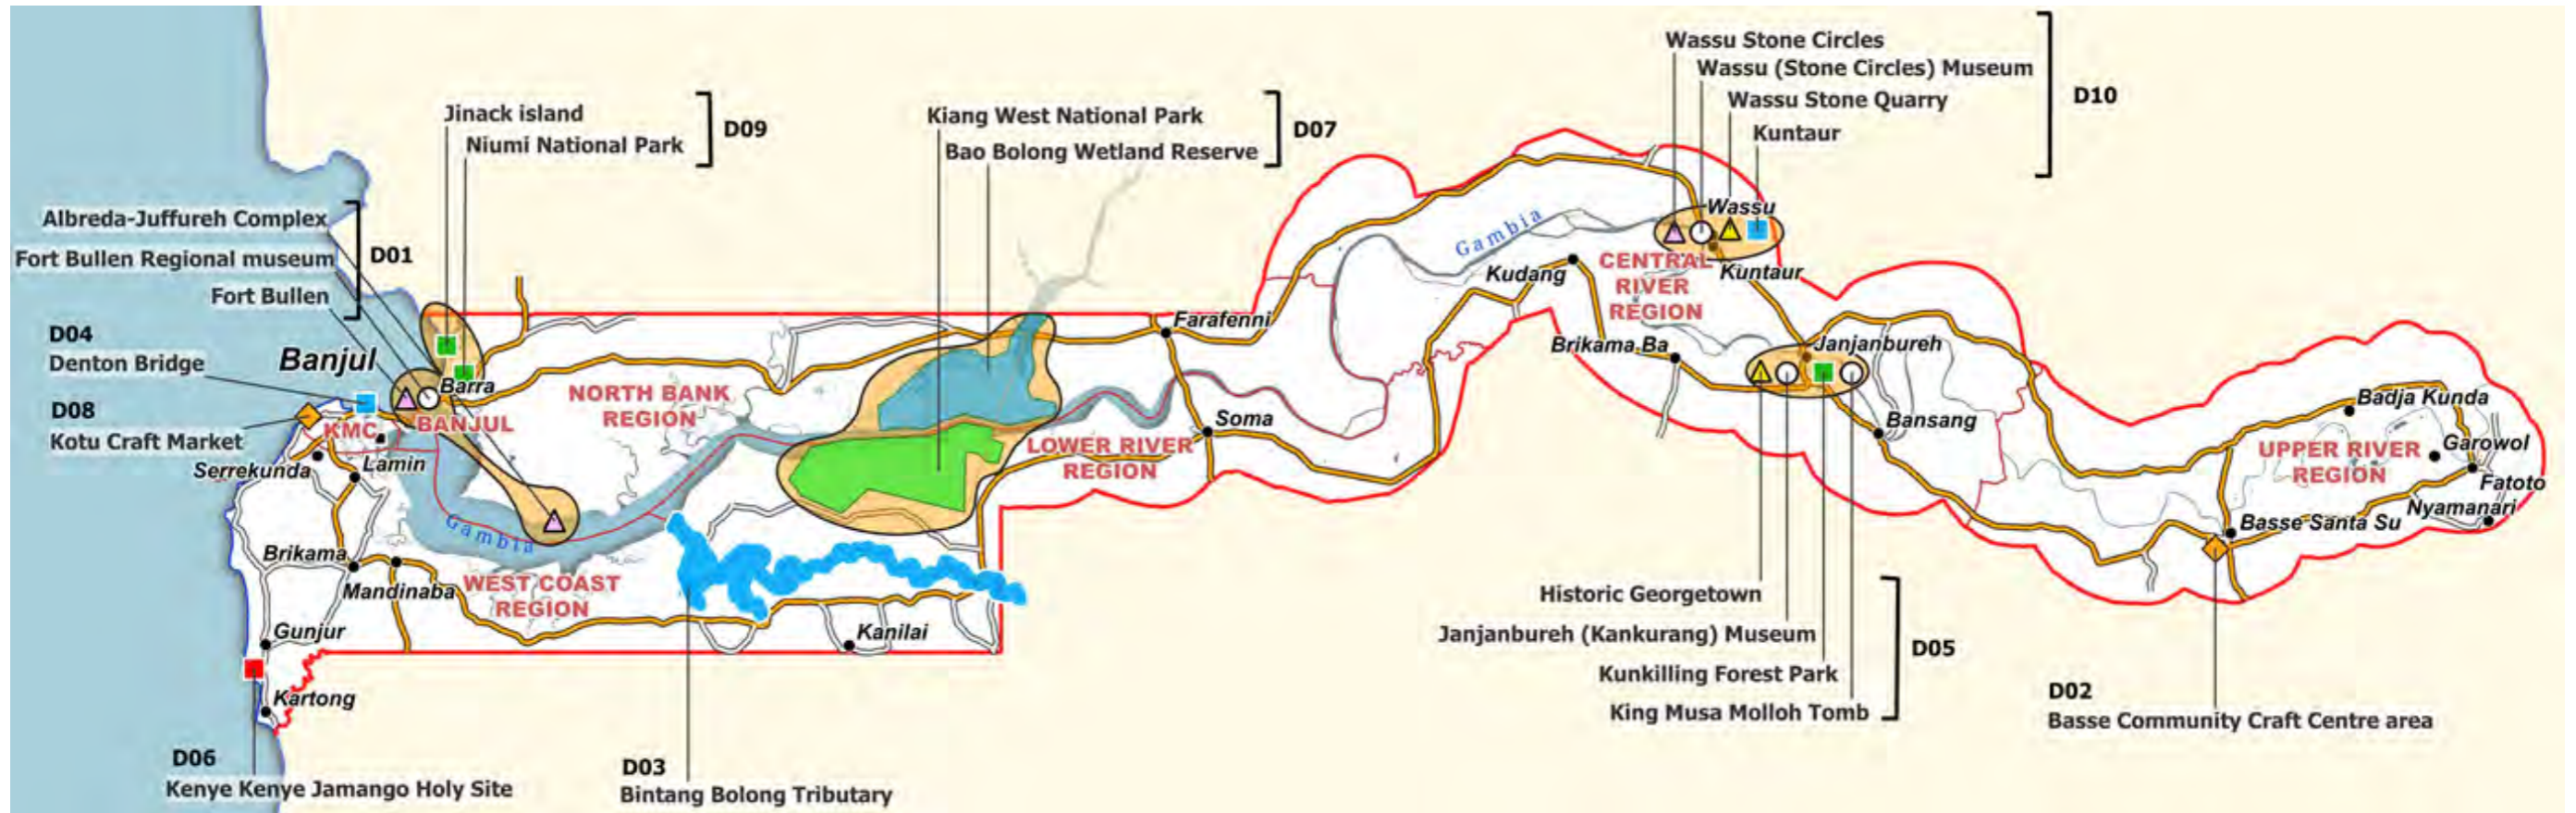 Wassu Stone Circles
Wassu (Stone Circles) Museum
Wassu Stone Quarry
Kuntaur
D10
Jinack island
Niumi National Park
D09
Kiang West National Park
Bao Bolong Wetland Reserve
D07
Albreda-Juffureh Complex
Fort Bullen Regional museum
Fort Bullen
D01
D04
Denton Bridge
D08
Kotu Craft Market
Banjul
Barra
KMC
BANJUL
Serrekunda
Lamin
NORTH BANK
REGION
Gambia
Brikama
Mandinaba
WEST COAST
REGION
Gunjur
Kartong
Kanilai
Farafenni
Soma
LOWER RIVER
REGION
Gambia
Kudang
Wassu
Kuntaur
CENTRAL
RIVER
REGION
Brikama Ba
Janjanbureh
Bansang
Badja Kunda
Garowol
UPPER RIVER
REGION
Fatoto
Nyamanari
Basse Santa Su
Historic Georgetown
Janjanbureh (Kankurang) Museum
Kunkilling Forest Park
King Musa Molloh Tomb
D05
D02
Basse Community Craft Centre area
D06
Kenye Kenye Jamango Holy Site
D03
Bintang Bolong Tributary